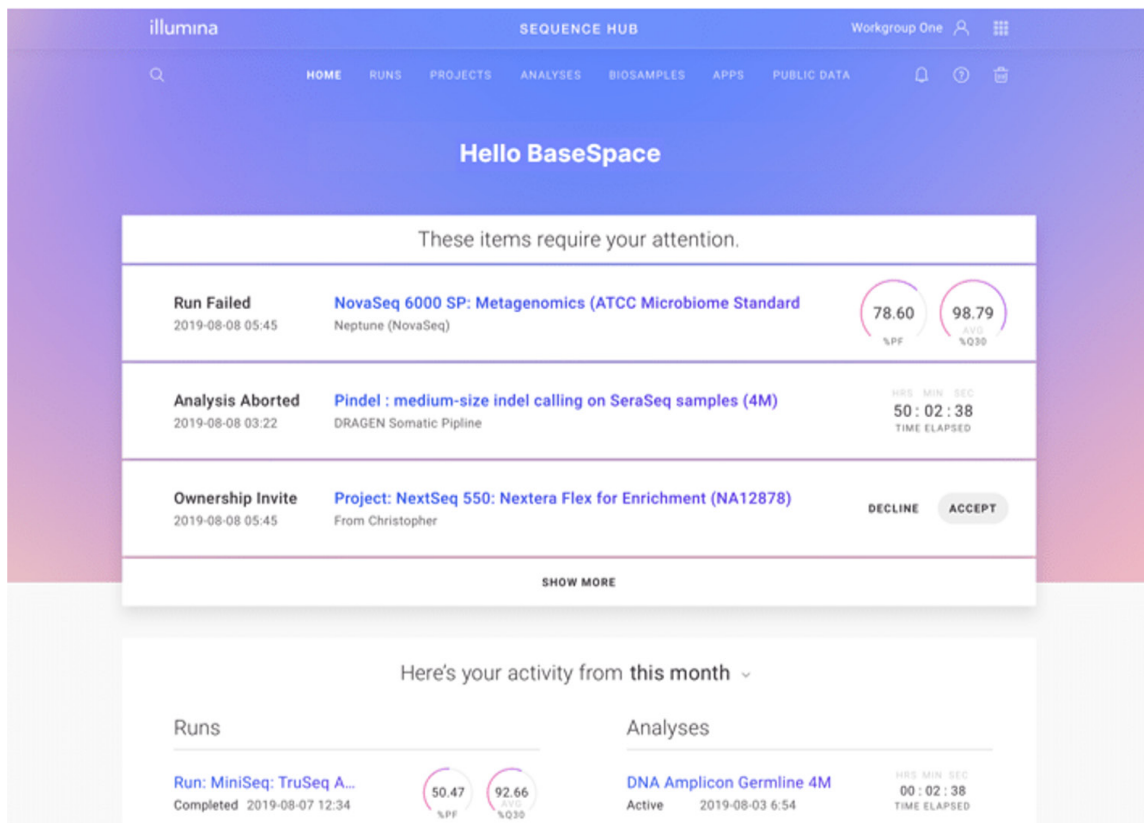 illumına
SEQUENCE HUB
Workgroup One
HOME RUNS PROJECTS ANALYSES BIOSAMPLES APPS PUBLIC DATA
Hello BaseSpace
These items require your attention.
Run Failed
2019-08-08 05:45
NovaSeq 6000 SP: Metagenomics (ATCC Microbiome Standard
Neptune (NovaSeq)
78.60
%PF
98.79
AVG
%Q30
Analysis Aborted
2019-08-08 03:22
Pindel : medium-size indel calling on SeraSeq samples (4M)
DRAGEN Somatic Pipline
HRS MIN SEC
50 : 02 : 38
TIME ELAPSED
Ownership Invite
2019-08-08 05:45
Project: NextSeq 550: Nextera Flex for Enrichment (NA12878)
From Christopher
DECLINE ACCEPT
SHOW MORE
Here's your activity from this month
Runs
Run: MiniSeq: TruSeq A...
Completed 2019-08-07 12:34
50.47
%PF
92.66
AVG
%Q30
Analyses
DNA Amplicon Germline 4M
Active 2019-08-03 6:54
HRS MIN SEC
00 : 02 : 38
TIME ELAPSED